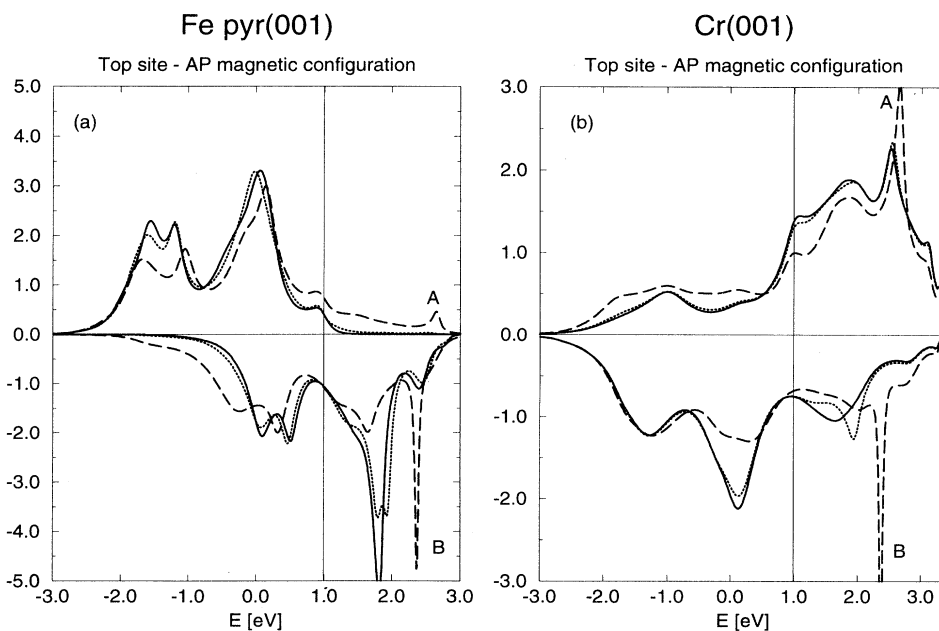 Fe pyr(001)
Cr(001)
Top site - AP magnetic configuration
Top site - AP magnetic configuration
5.0
4.0
3.0
2.0
1.0
0.0
-1.0
-2.0
-3.0
-4.0
-5.0
(a)
A
B
-3.0 -2.0 -1.0 0.0 1.0 2.0 3.0
E [eV]
3.0
2.0
1.0
0.0
-1.0
-2.0
-3.0
(b)
A
B
-3.0 -2.0 -1.0 0.0 1.0 2.0 3.0
E [eV]